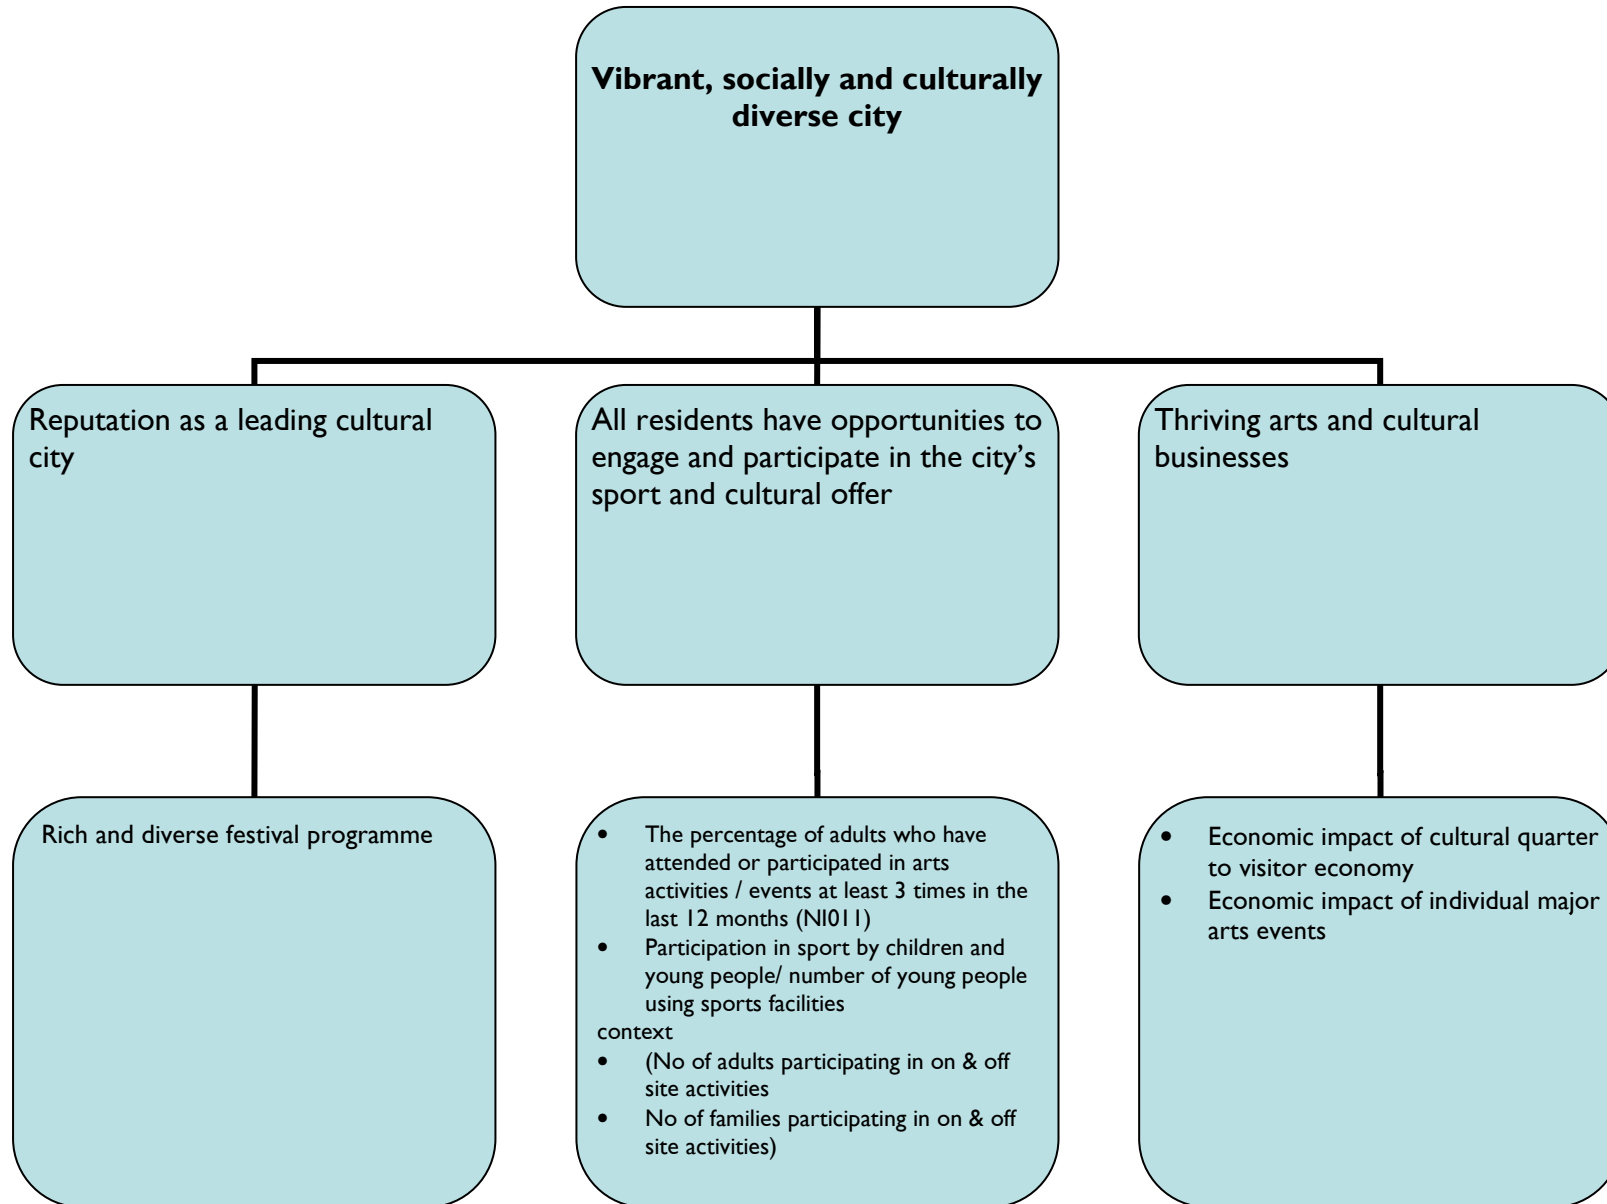 Vibrant, socially and culturally
diverse city
Reputation as a leading cultural
city
All residents have opportunities to
engage and participate in the city’s
sport and cultural offer
Thriving arts and cultural
businesses
Rich and diverse festival programme
• The percentage of adults who have
attended or participated in arts
activities / events at least 3 times in the
last 12 months (NI011)
• Participation in sport by children and
young people/ number of young people
using sports facilities
context
• (No of adults participating in on & off
site activities
• No of families participating in on & off
site activities)
• Economic impact of cultural quarter
to visitor economy
• Economic impact of individual major
arts events